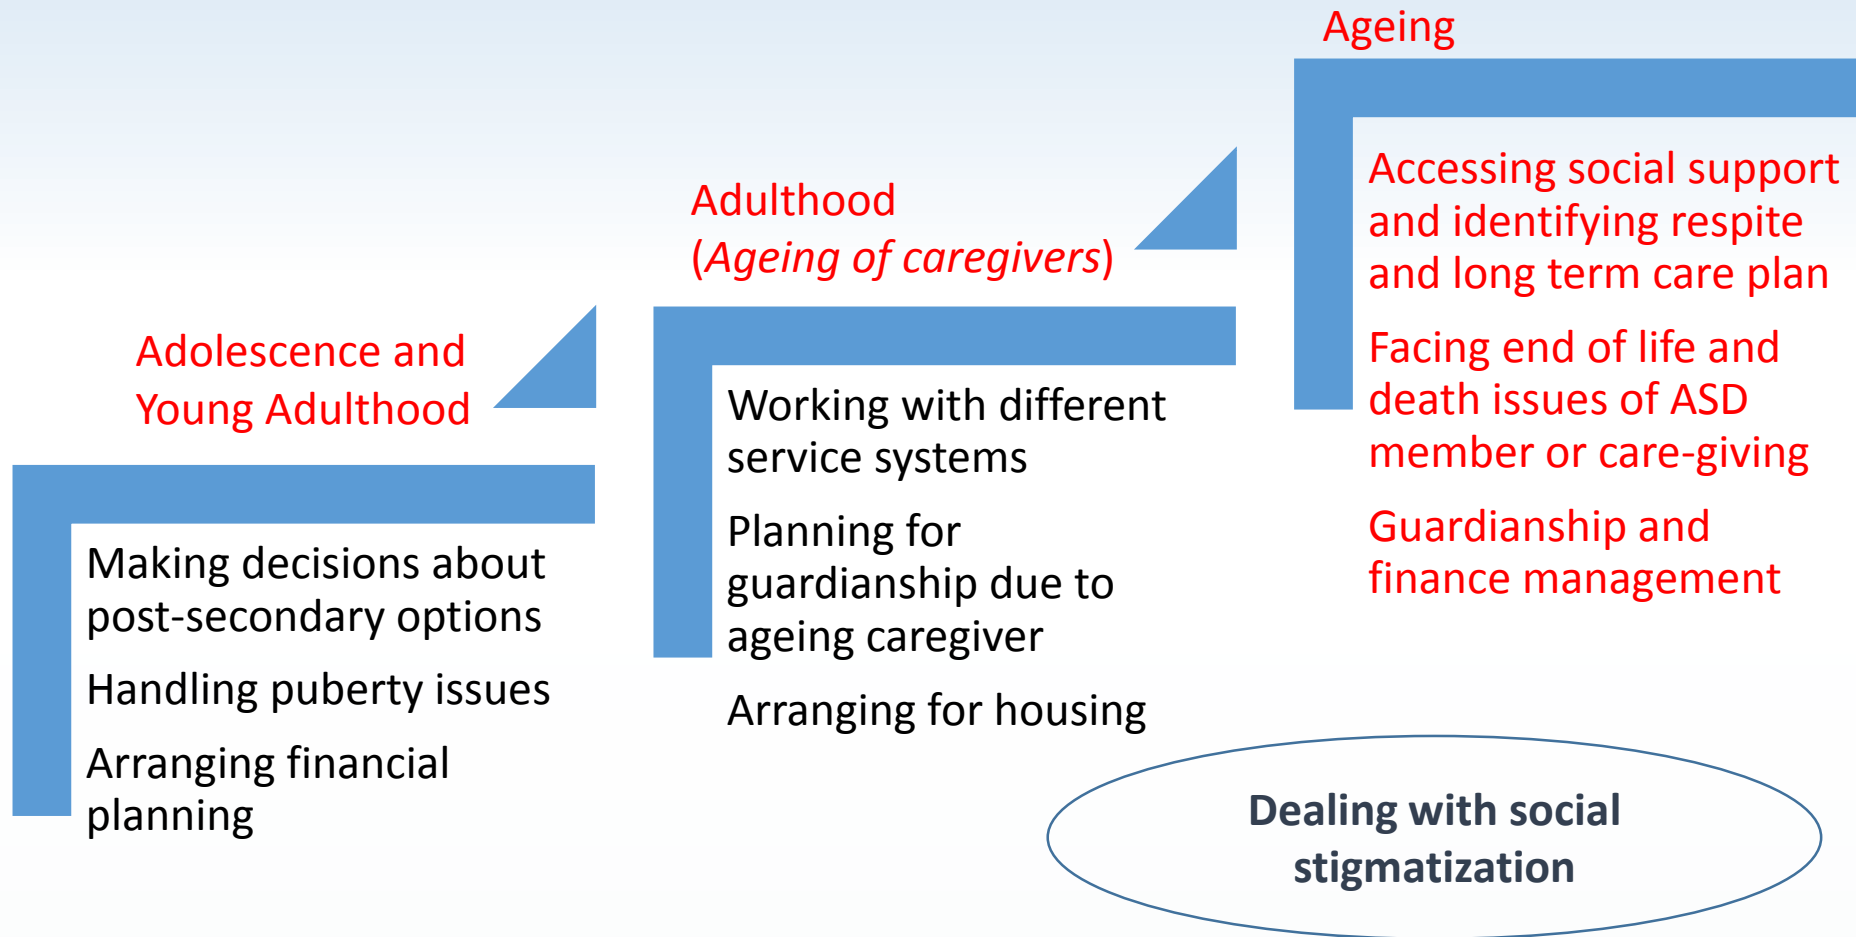 Adolescence and
Young Adulthood
Making decisions about
post-secondary options
Handling puberty issues
Arranging financial
planning
Adulthood
(Ageing of caregivers)
Working with different
service systems
Planning for
guardianship due to
ageing caregiver
Arranging for housing
Ageing
Accessing social support
and identifying respite
and long term care plan
Facing end of life and
death issues of ASD
member or care-giving
Guardianship and
finance management
Dealing with social
stigmatization